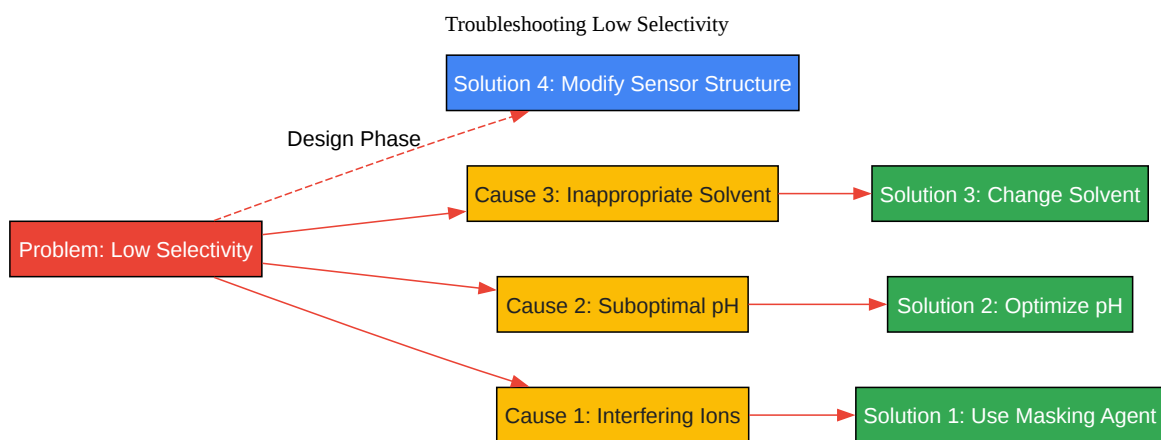 Troubleshooting Low Selectivity
Solution 4: Modify Sensor Structure
Design Phase
Cause 3: Inappropriate Solvent
Solution 3: Change Solvent
Problem: Low Selectivity
Cause 2: Suboptimal pH
Solution 2: Optimize pH
Cause 1: Interfering Ions
Solution 1: Use Masking Agent